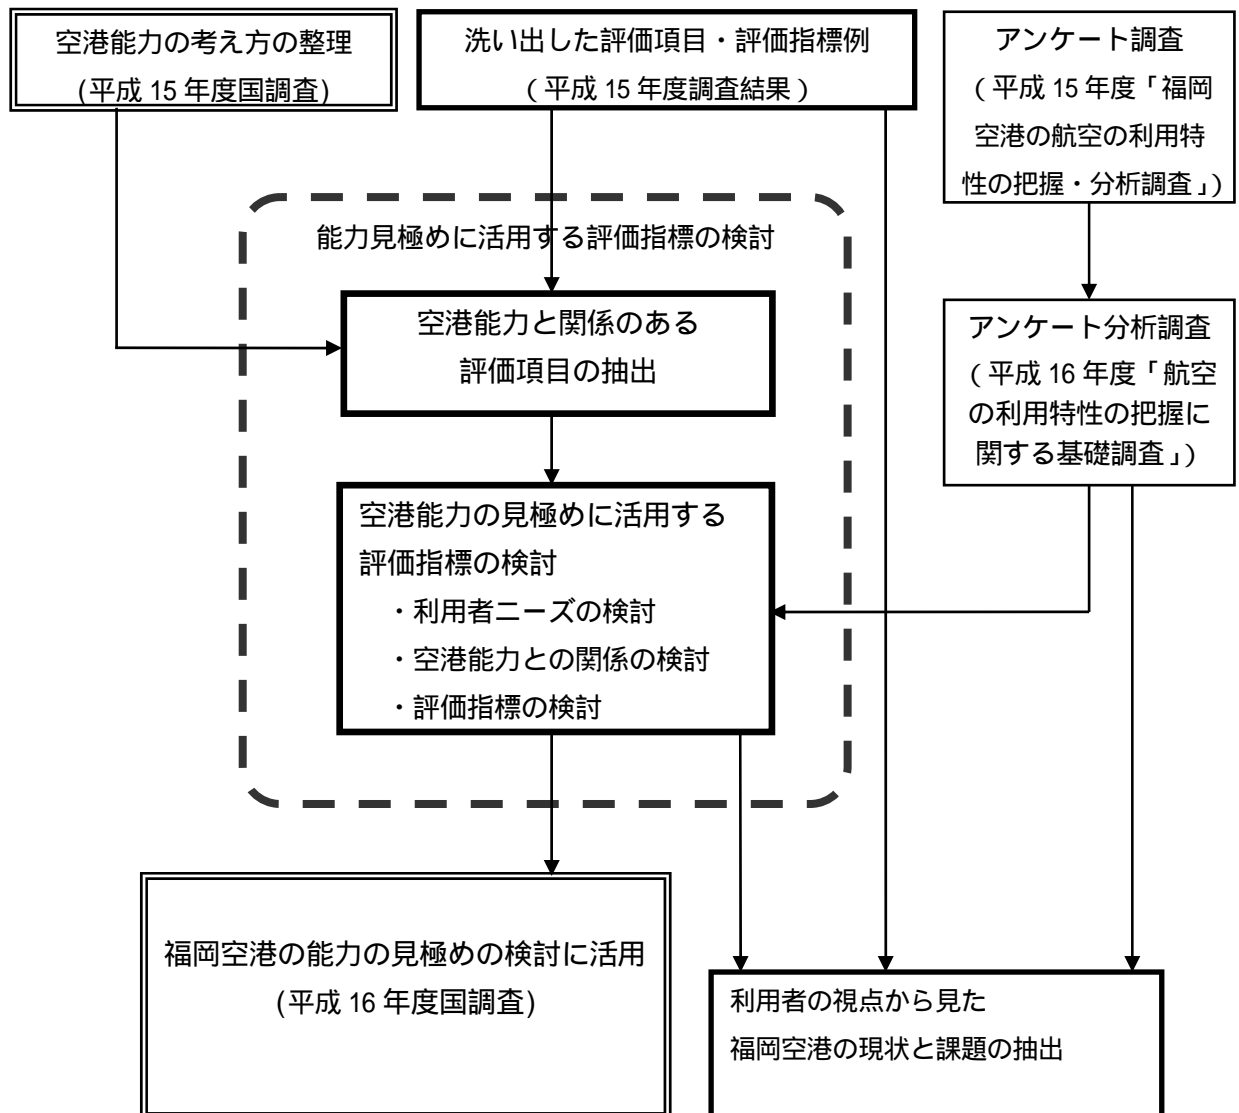 空港能力の考え方の整理
(平成 15 年度国調査)
洗い出した評価項目・評価指標例
（平成 15 年度調査結果）
アンケート調査
（平成 15 年度「福岡
空港の航空の利用特
性の把握・分析調査」）
能力見極めに活用する評価指標の検討
空港能力と関係のある
評価項目の抽出
アンケート分析調査
（平成 16 年度「航空
の利用特性の把握に
関する基礎調査」）
空港能力の見極めに活用する
評価指標の検討
・利用者ニーズの検討
・空港能力との関係の検討
・評価指標の検討
福岡空港の能力の見極めの検討に活用
(平成 16 年度国調査)
利用者の視点から見た
福岡空港の現状と課題の抽出